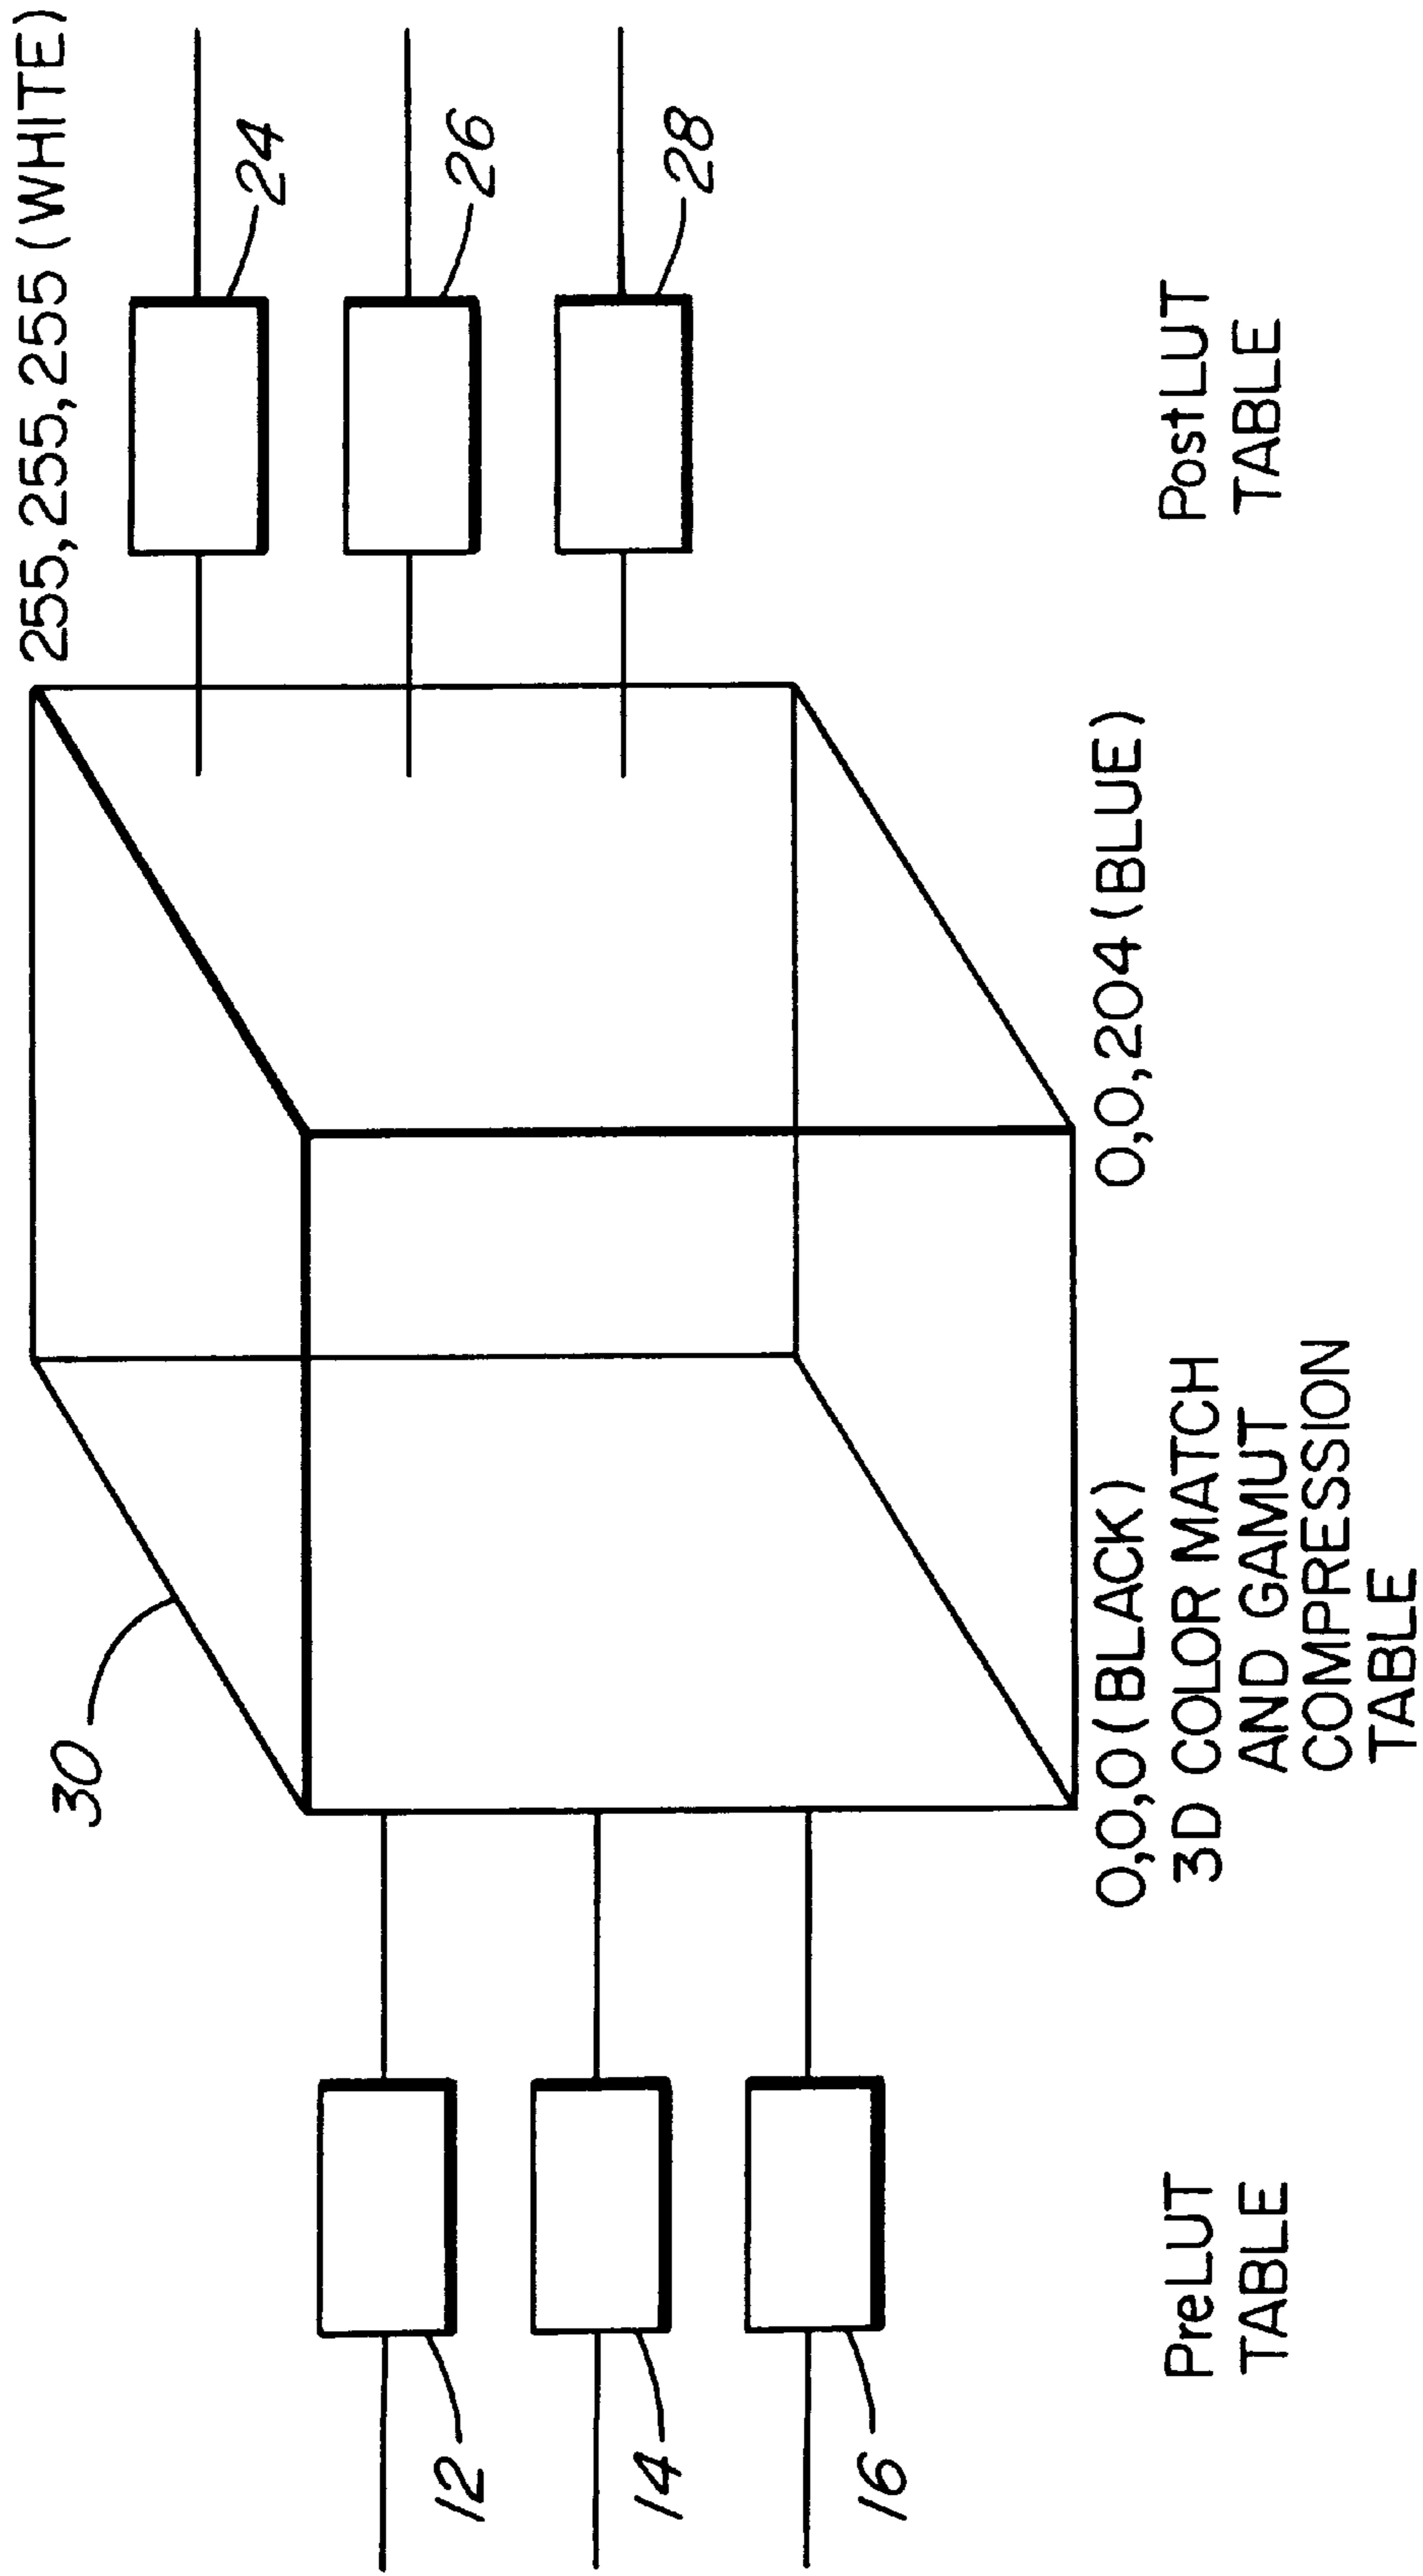 255,255,255 (WHITE)
30
24
26
28
12
14
16
0,0,0 (BLACK)
0,0,204 (BLUE)
PreLUT
TABLE
3D COLOR MATCH
AND GAMUT
COMPRESSION
TABLE
PostLUT
TABLE